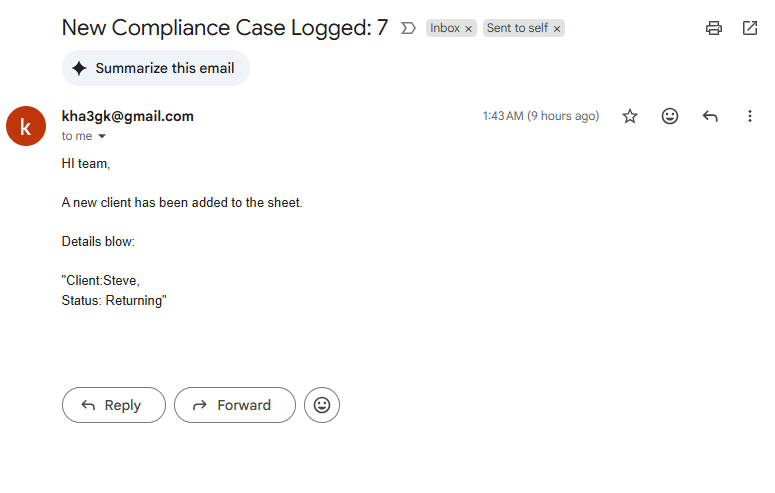 New Compliance Case Logged: 7 Inbox × Sent to self ×
Summarize this email
k
kha3gk@gmail.com 1:43 AM (9 hours ago)
to me
HI team,
A new client has been added to the sheet.
Details blow:
"Client:Steve,
Status: Returning"
Reply Forward